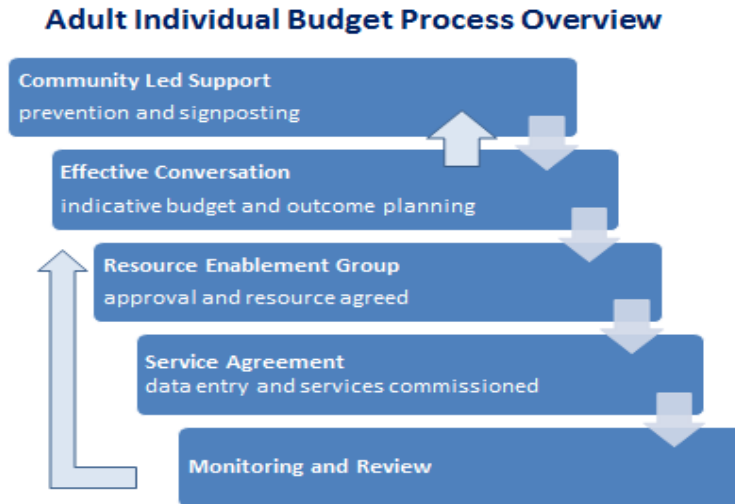 Adult Individual Budget Process Overview
Community Led Support
prevention and signposting
Effective Conversation
indicative budget and outcome planning
Resource Enablement Group
approval and resource agreed
Service Agreement
data entry and services commissioned
Monitoring and Review